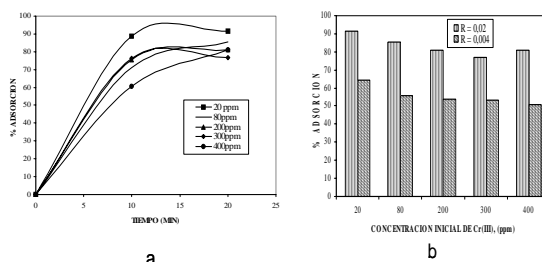 100
90
80
70
60
50
40
30
20
10
0
% ADSORCION
0 5 10 15 20 25
TIEMPO (MIN)
20 ppm
80ppm
200ppm
300ppm
400ppm
a
100
90
80
70
60
50
40
30
20
10
0
% ADSORCION
R = 0,02
R = 0,004
20 80 200 300 400
CONCENTRACION INICIAL DE Cr(III), (ppm)
b